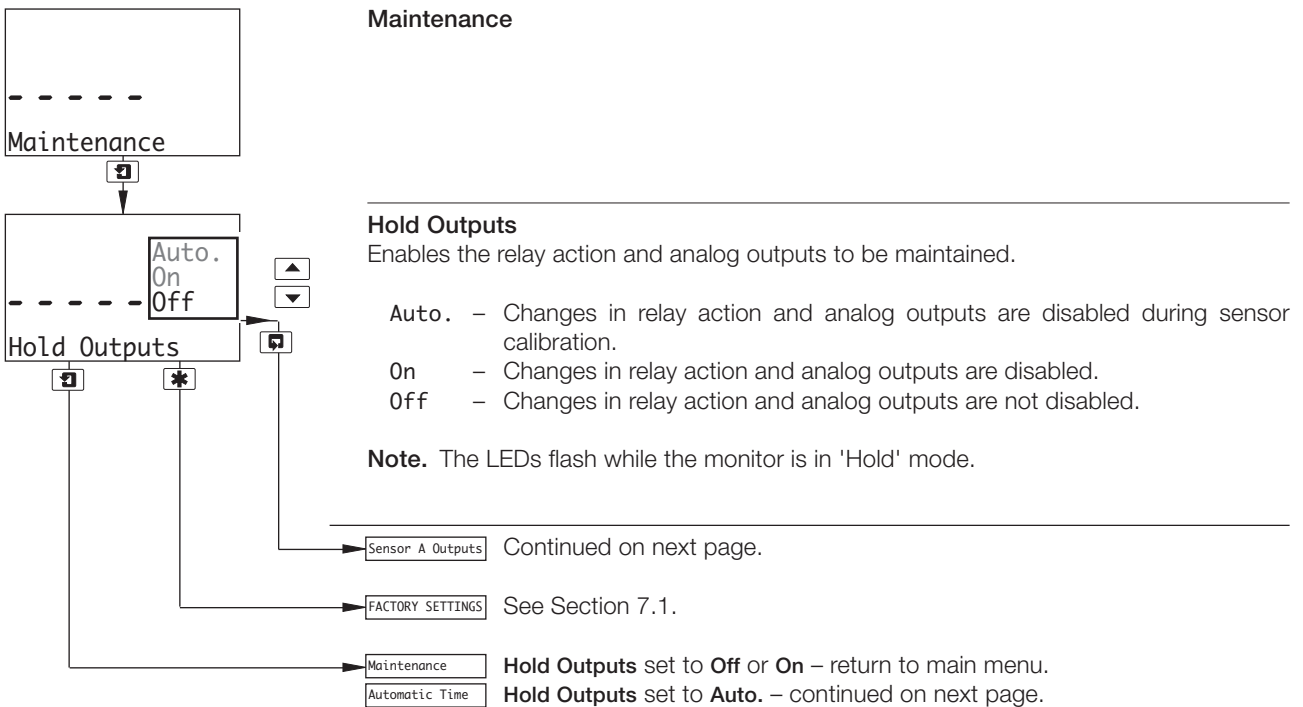 Maintenance
- - - - -
Maintenance
Hold Outputs
Enables the relay action and analog outputs to be maintained.
Auto.
On
- - - - - Off
Hold Outputs
Auto. – Changes in relay action and analog outputs are disabled during sensor
calibration.
On – Changes in relay action and analog outputs are disabled.
Off – Changes in relay action and analog outputs are not disabled.
Note. The LEDs flash while the monitor is in 'Hold' mode.
Sensor A Outputs Continued on next page.
FACTORY SETTINGS See Section 7.1.
Maintenance Hold Outputs set to Off or On – return to main menu.
Automatic Time Hold Outputs set to Auto. – continued on next page.